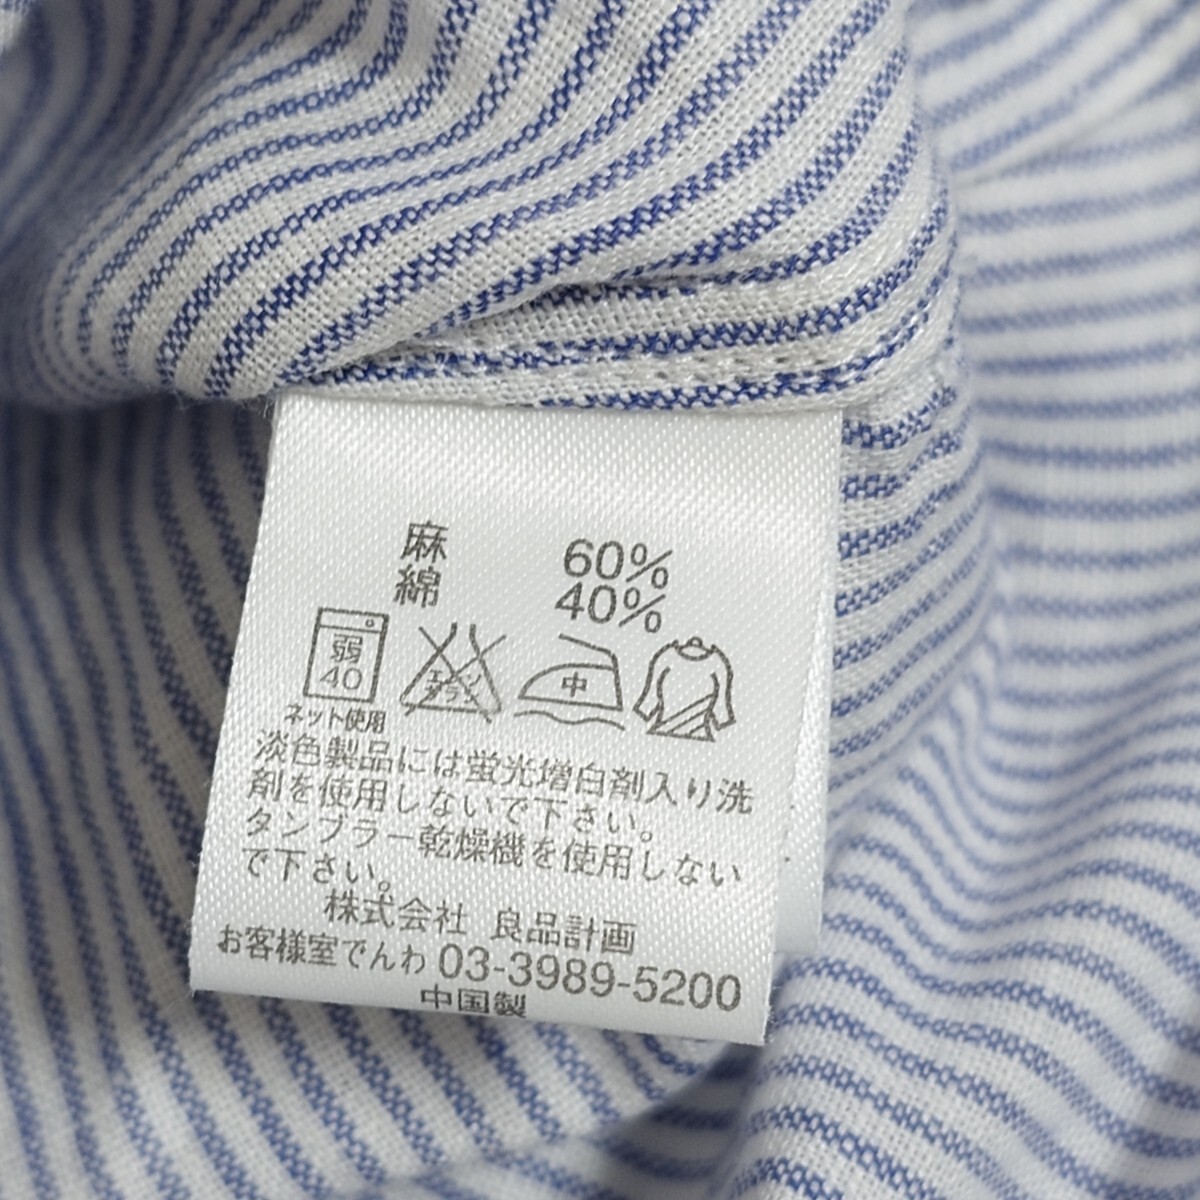 麻 60%
綿 40%
弱
40
中
ネット使用
淡色製品には蛍光増白剤入り洗
剤を使用しないで下さい。
タンブラー乾燥機を使用しない
で下さい。
株式会社 良品計画
お客様室でんわ 03-3989-5200
中国製